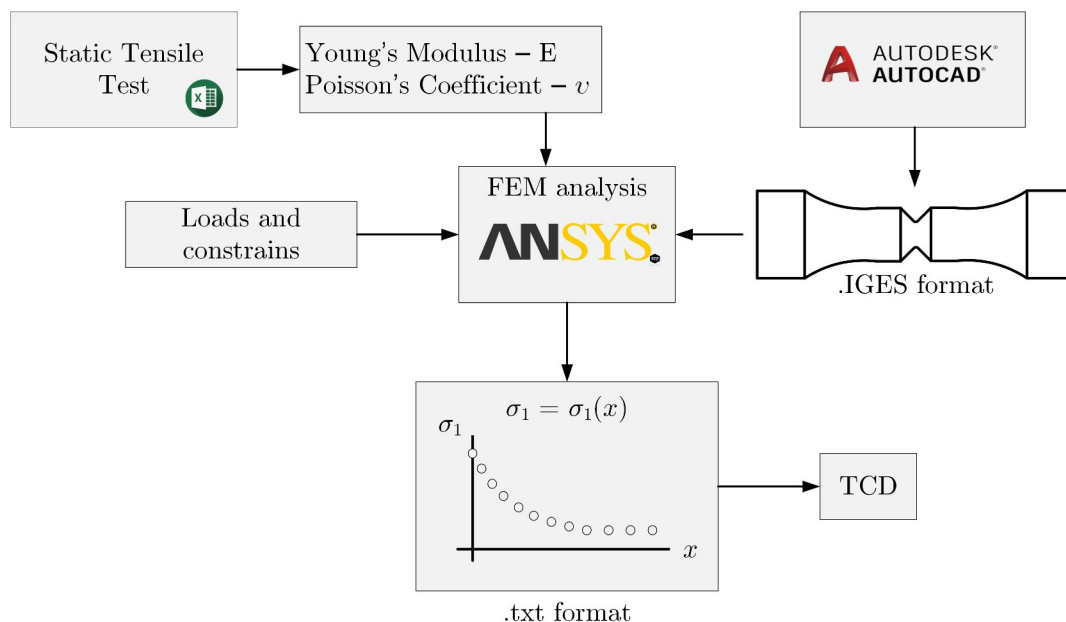 Static Tensile
Test
X
Young's Modulus – E
Poisson's Coefficient – ν
AUTODESK®
AUTOCAD®
Loads and
constrains
FEM analysis
ANSYS®
.IGES format
σ₁ = σ₁(x)
σ₁
x
.txt format
TCD